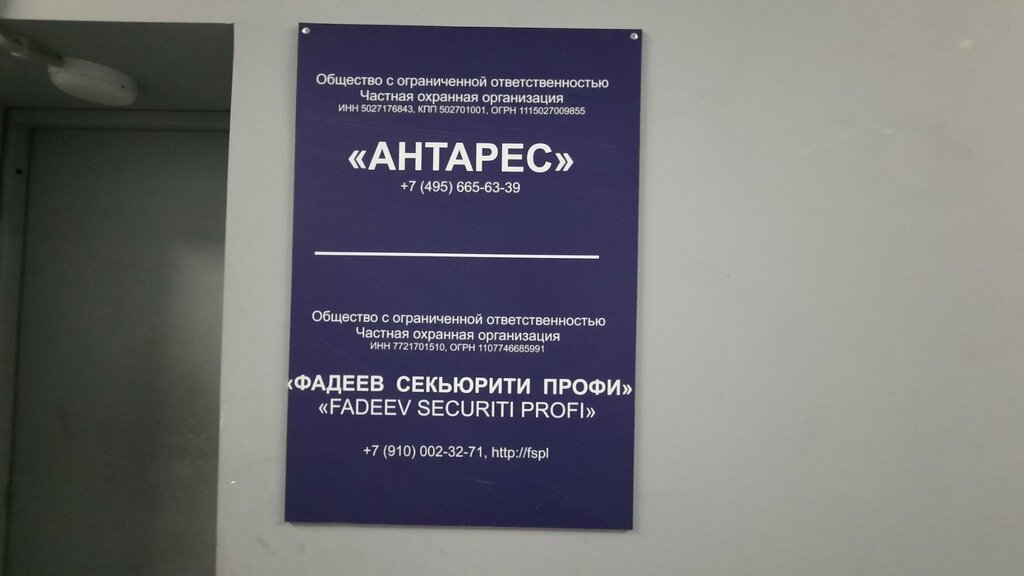 Общество с ограниченной ответственностью
Частная охранная организация
ИНН 5027176843, КПП 502701001, ОГРН 1115027009855
«АНТАРЕС»
+7 (495) 665-63-39
Общество с ограниченной ответственностью
Частная охранная организация
ИНН 7721701510, ОГРН 1107746685991
«ФАДЕЕВ СЕКЬЮРИТИ ПРОФИ»
«FADEEV SECURITI PROFI»
+7 (910) 002-32-71, http://fspl